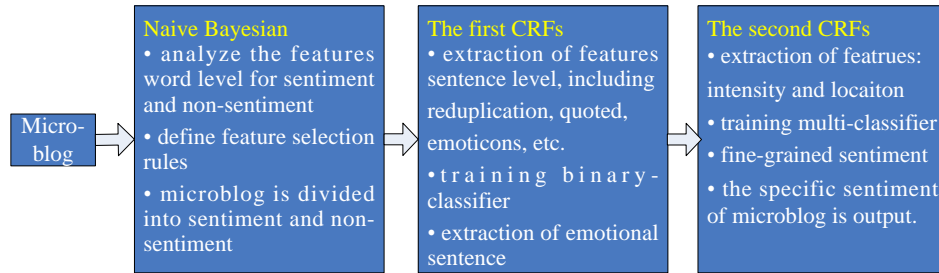 Micro-
blog
Naive Bayesian
• analyze the features
word level for sentiment
and non-sentiment
• define feature selection
rules
• microblog is divided
into sentiment and non-
sentiment
The first CRFs
• extraction of features
sentence level, including
reduplication, quoted,
emoticons, etc.
• training binary-
classifier
• extraction of emotional
sentence
The second CRFs
• extraction of featrues:
intensity and locaiton
• training multi-classifier
• fine-grained sentiment
• the specific sentiment
of microblog is output.